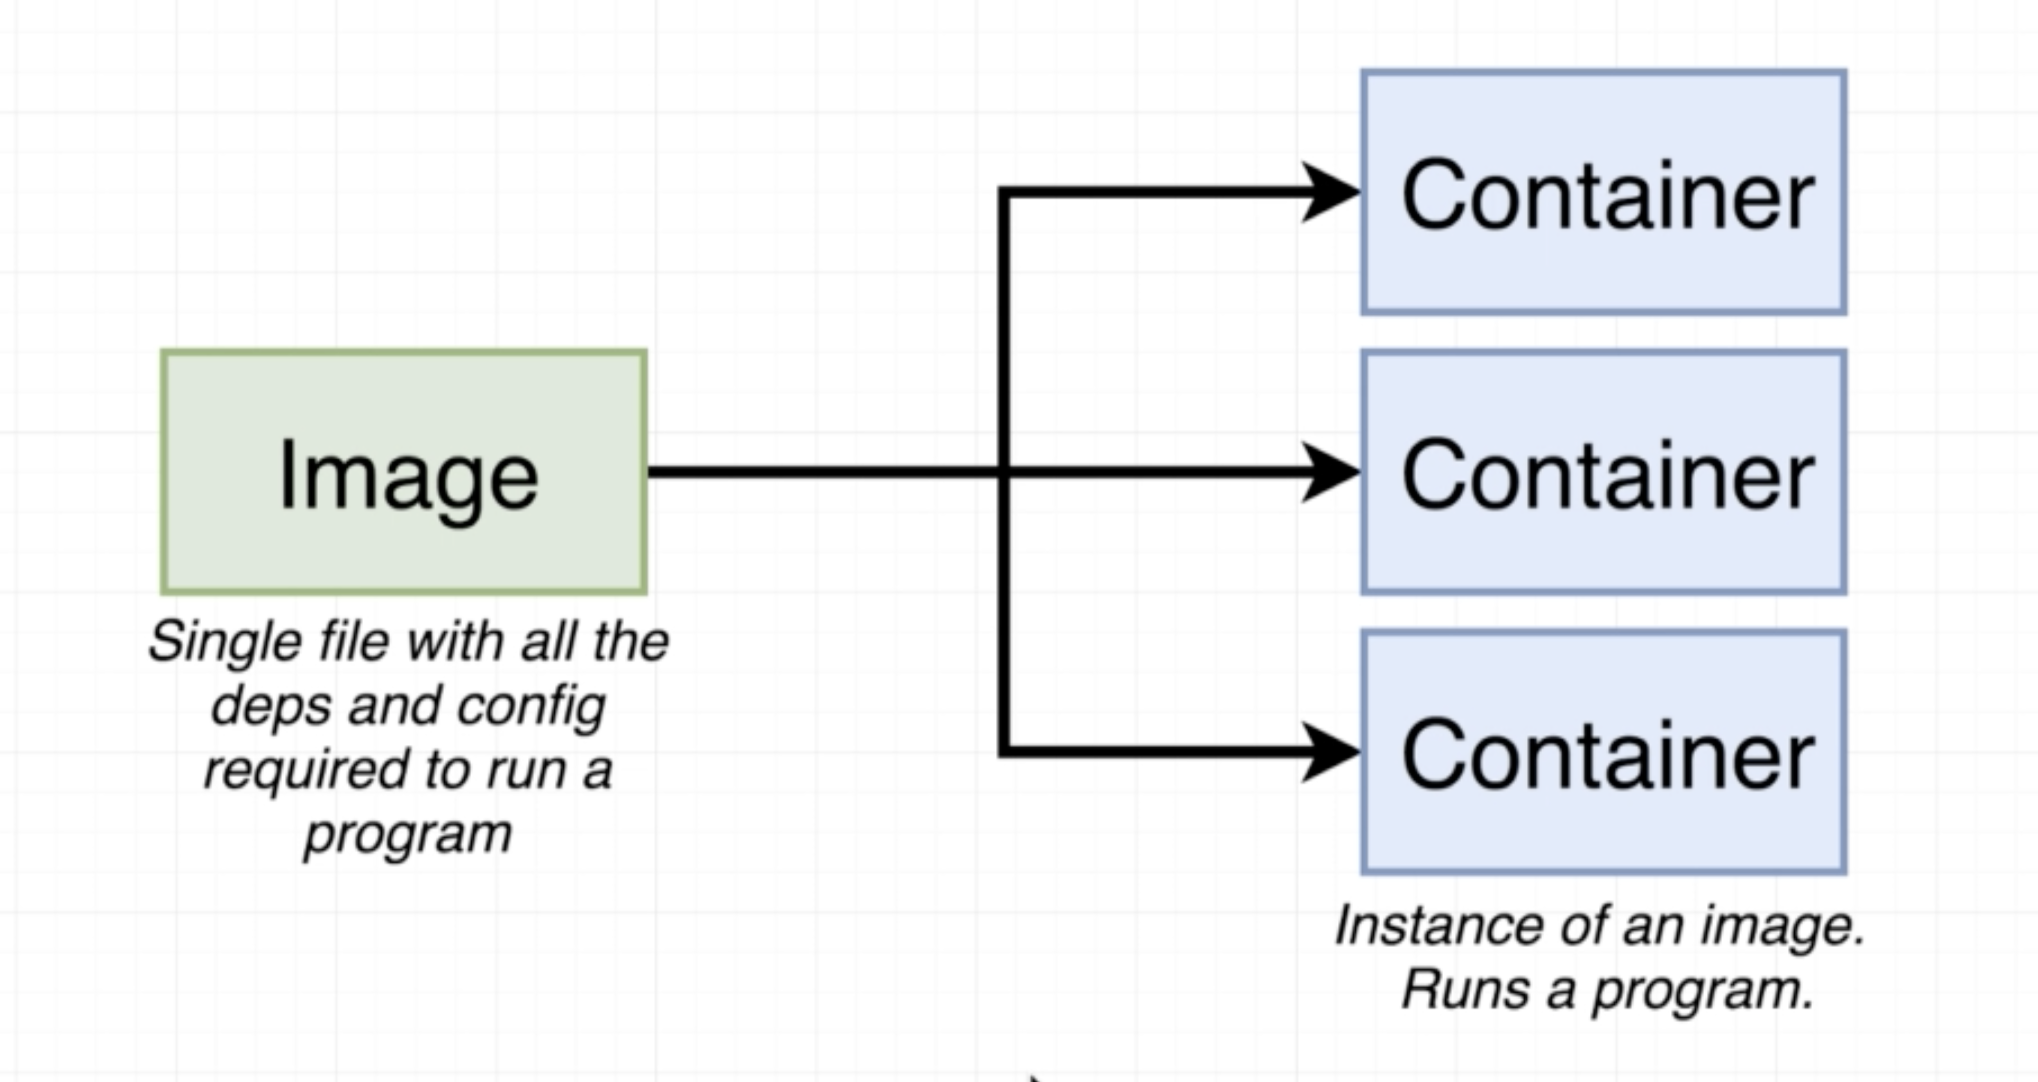 Image
Single file with all the
deps and config
required to run a
program
Container
Container
Container
Instance of an image.
Runs a program.